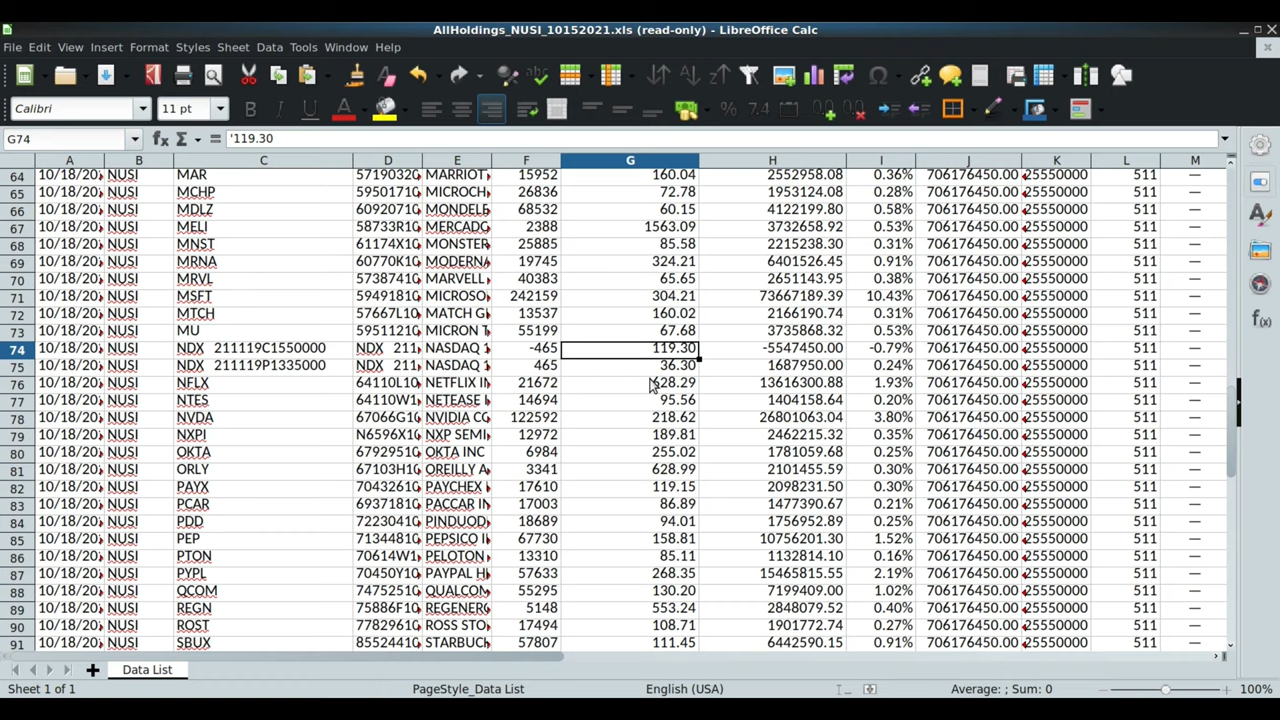 AllHoldings_NUSI_10152021.xls (read-only) - LibreOffice Calc
File Edit View Insert Format Styles Sheet Data Tools Window Help
Calibri 11 pt
G74 '119.30
A B C D E F G H I J K L M
64 10/18/20 NUSI MAR 5719032 MARRIOT 15952 160.04 2552958.08 0.36% 706176450.00 25550000 511 —
65 10/18/20 NUSI MCHP 5950171 MICROCH 26836 72.78 1953124.08 0.28% 706176450.00 25550000 511 —
66 10/18/20 NUSI MDLZ 6092071 MONDELE 68532 60.15 4122199.80 0.58% 706176450.00 25550000 511 —
67 10/18/20 NUSI MELI 58733R1 MERCADO 2388 1563.09 3732658.92 0.53% 706176450.00 25550000 511 —
68 10/18/20 NUSI MNST 61174X1 MONSTER 25885 85.58 2215238.30 0.31% 706176450.00 25550000 511 —
69 10/18/20 NUSI MRNA 60770K1 MODERNA 19745 324.21 6401526.45 0.91% 706176450.00 25550000 511 —
70 10/18/20 NUSI MRVL 5738741 MARVELL 40383 65.65 2651143.95 0.38% 706176450.00 25550000 511 —
71 10/18/20 NUSI MSFT 5949181 MICROSO 242159 304.21 73667189.39 10.43% 706176450.00 25550000 511 —
72 10/18/20 NUSI MTCH 57667L1 MATCH G 13537 160.02 2166190.74 0.31% 706176450.00 25550000 511 —
73 10/18/20 NUSI MU 5951121 MICRON T 55199 67.68 3735868.32 0.53% 706176450.00 25550000 511 —
74 10/18/20 NUSI NDX 211119C1550000 NDX 211 NASDAQ 1 -465 119.30 -5547450.00 -0.79% 706176450.00 25550000 511 —
75 10/18/20 NUSI NDX 211119P1335000 NDX 211 NASDAQ 1 465 36.30 1687950.00 0.24% 706176450.00 25550000 511 —
76 10/18/20 NUSI NFLX 64110L1 NETFLIX I 21672 628.29 13616300.88 1.93% 706176450.00 25550000 511 —
77 10/18/20 NUSI NTES 64110W1 NETEASE 14694 95.56 1404158.64 0.20% 706176450.00 25550000 511 —
78 10/18/20 NUSI NVDA 67066G1 NVIDIA CO 122592 218.62 26801063.04 3.80% 706176450.00 25550000 511 —
79 10/18/20 NUSI NXPI N6596X1 NXP SEMI 12972 189.81 2462215.32 0.35% 706176450.00 25550000 511 —
80 10/18/20 NUSI OKTA 6792951 OKTA INC 6984 255.02 1781059.68 0.25% 706176450.00 25550000 511 —
81 10/18/20 NUSI ORLY 67103H1 OREILLY A 3341 628.99 2101455.59 0.30% 706176450.00 25550000 511 —
82 10/18/20 NUSI PAYX 7043261 PAYCHEX 17610 119.15 2098231.50 0.30% 706176450.00 25550000 511 —
83 10/18/20 NUSI PCAR 6937181 PACCAR I 17003 86.89 1477390.67 0.21% 706176450.00 25550000 511 —
84 10/18/20 NUSI PDD 7223041 PINDUOD 18689 94.01 1756952.89 0.25% 706176450.00 25550000 511 —
85 10/18/20 NUSI PEP 7134481 PEPSICO I 67730 158.81 10756201.30 1.52% 706176450.00 25550000 511 —
86 10/18/20 NUSI PTON 70614W1 PELOTON 13310 85.11 1132814.10 0.16% 706176450.00 25550000 511 —
87 10/18/20 NUSI PYPL 70450Y1 PAYPAL H 57633 268.35 15465815.55 2.19% 706176450.00 25550000 511 —
88 10/18/20 NUSI QCOM 7475251 QUALCOM 55295 130.20 7199409.00 1.02% 706176450.00 25550000 511 —
89 10/18/20 NUSI REGN 75886F1 REGENER 5148 553.24 2848079.52 0.40% 706176450.00 25550000 511 —
90 10/18/20 NUSI ROST 7782961 ROSS STO 17494 108.71 1901772.74 0.27% 706176450.00 25550000 511 —
91 10/18/20 NUSI SBUX 8552441 STARBUC 57807 111.45 6442590.15 0.91% 706176450.00 25550000 511 —
Data List
Sheet 1 of 1 PageStyle_Data List English (USA) Average: ; Sum: 0 100%